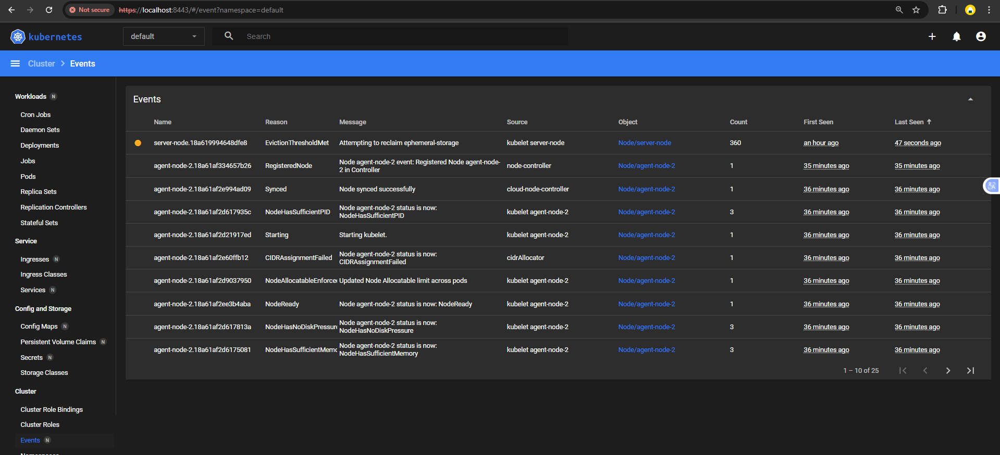 Not secure https://localhost:8443/#/event?namespace=default
kubernetes default Search
Cluster Events
Workloads N
Cron Jobs
Daemon Sets
Deployments
Jobs
Pods
Replica Sets
Replication Controllers
Stateful Sets
Service
Ingresses N
Ingress Classes
Services N
Config and Storage
Config Maps N
Persistent Volume Claims N
Secrets N
Storage Classes
Cluster
Cluster Role Bindings
Cluster Roles
Events N
Namespaces
Events
Name Reason Message Source Object Count First Seen Last Seen
server-node.18a619994648dfe8 EvictionThresholdMet Attempting to reclaim ephemeral-storage kubelet server-node Node/server-node 360 an hour ago 47 seconds ago
agent-node-2.18a61af334657b26 RegisteredNode Node agent-node-2 event: Registered Node agent-node-
2 in Controller node-controller Node/agent-node-2 1 35 minutes ago 35 minutes ago
agent-node-2.18a61af2e994ad09 Synced Node synced successfully cloud-node-controller Node/agent-node-2 1 36 minutes ago 36 minutes ago
agent-node-2.18a61af2d617935c NodeHasSufficientPID Node agent-node-2 status is now:
NodeHasSufficientPID kubelet agent-node-2 Node/agent-node-2 3 36 minutes ago 36 minutes ago
agent-node-2.18a61af2d21917ed Starting Starting kubelet. kubelet agent-node-2 Node/agent-node-2 1 36 minutes ago 36 minutes ago
agent-node-2.18a61af2e60ffb12 CIDRAssignmentFailed Node agent-node-2 status is now:
CIDRAssignmentFailed cidrAllocator Node/agent-node-2 1 36 minutes ago 36 minutes ago
agent-node-2.18a61af2d9037950 NodeAllocatableEnforced Updated Node Allocatable limit across pods kubelet agent-node-2 Node/agent-node-2 1 36 minutes ago 36 minutes ago
agent-node-2.18a61af2ee3b4aba NodeReady Node agent-node-2 status is now: NodeReady kubelet agent-node-2 Node/agent-node-2 1 36 minutes ago 36 minutes ago
agent-node-2.18a61af2d617813a NodeHasNoDiskPressure Node agent-node-2 status is now:
NodeHasNoDiskPressure kubelet agent-node-2 Node/agent-node-2 3 36 minutes ago 36 minutes ago
agent-node-2.18a61af2d6175081 NodeHasSufficientMemo Node agent-node-2 status is now:
NodeHasSufficientMemory kubelet agent-node-2 Node/agent-node-2 3 36 minutes ago 36 minutes ago
1 – 10 of 25